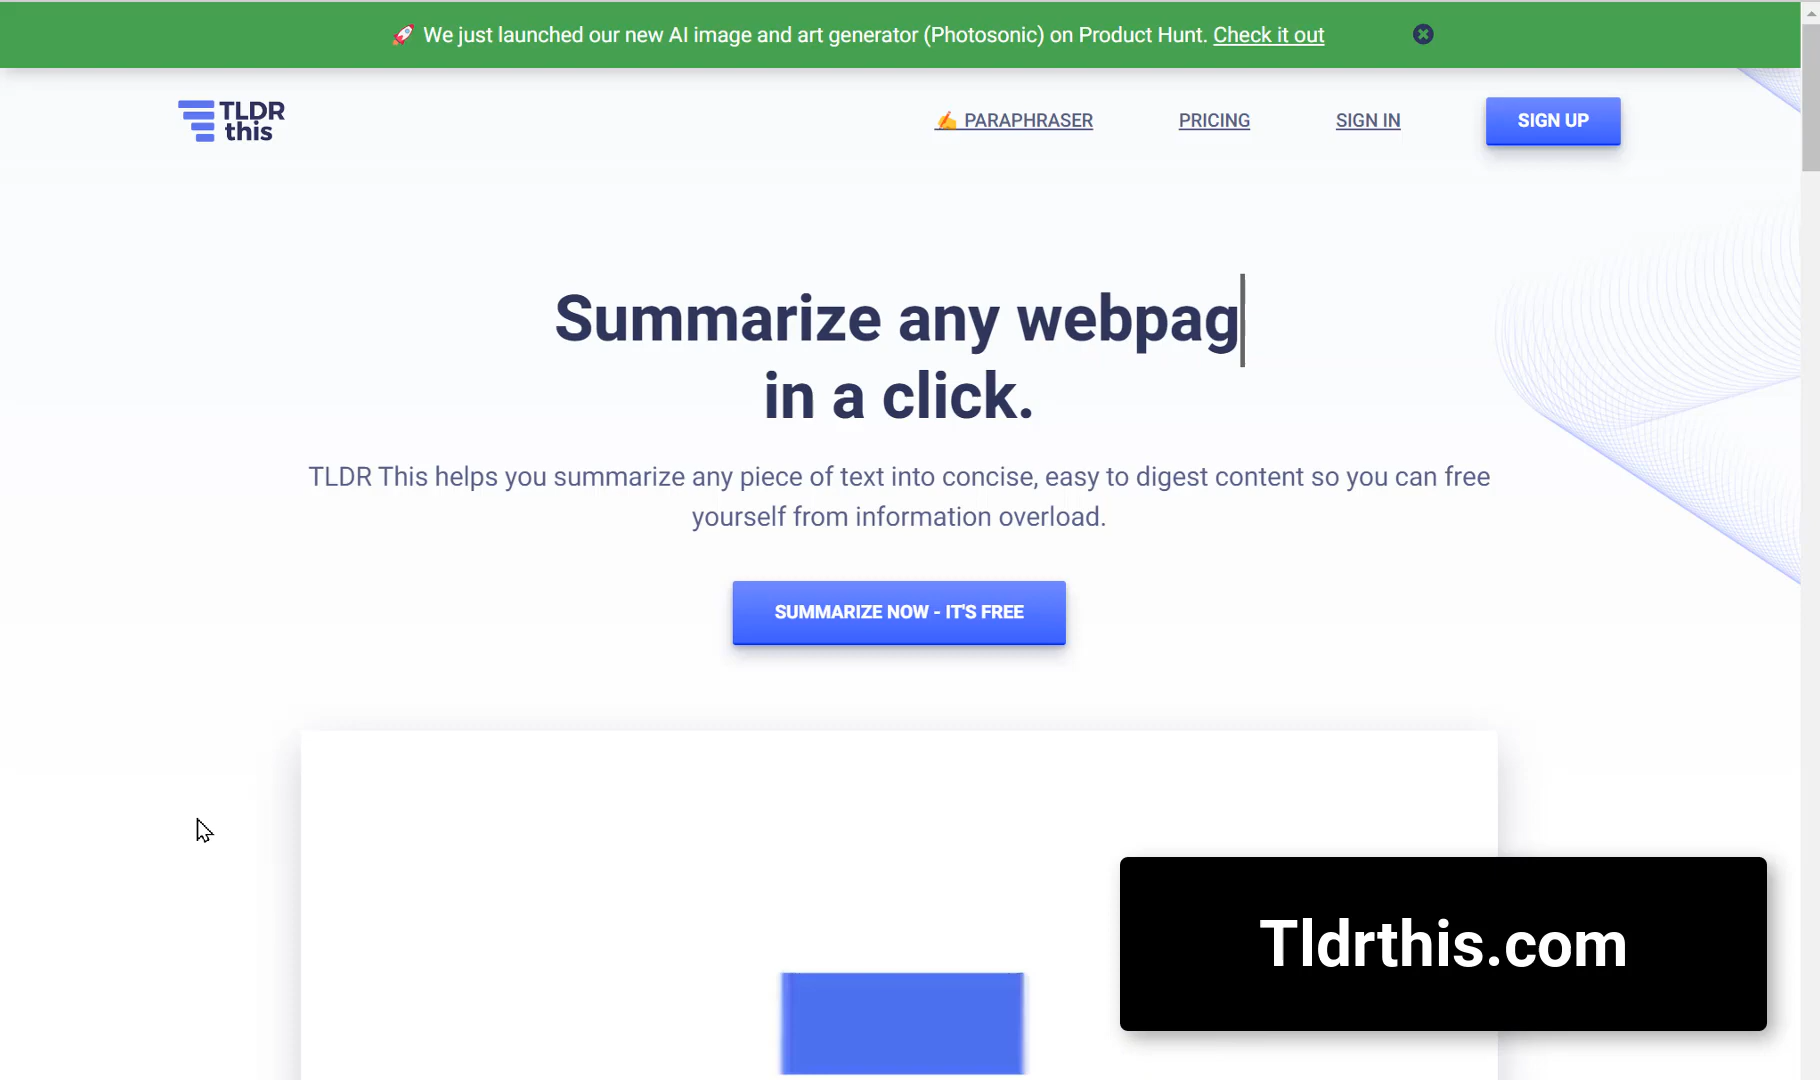 🚀 We just launched our new AI image and art generator (Photosonic) on Product Hunt. Check it out
TLDR
this
✍ PARAPHRASER
PRICING
SIGN IN
SIGN UP
Summarize any webpag
in a click.
TLDR This helps you summarize any piece of text into concise, easy to digest content so you can free
yourself from information overload.
SUMMARIZE NOW - IT'S FREE
Tldrthis.com